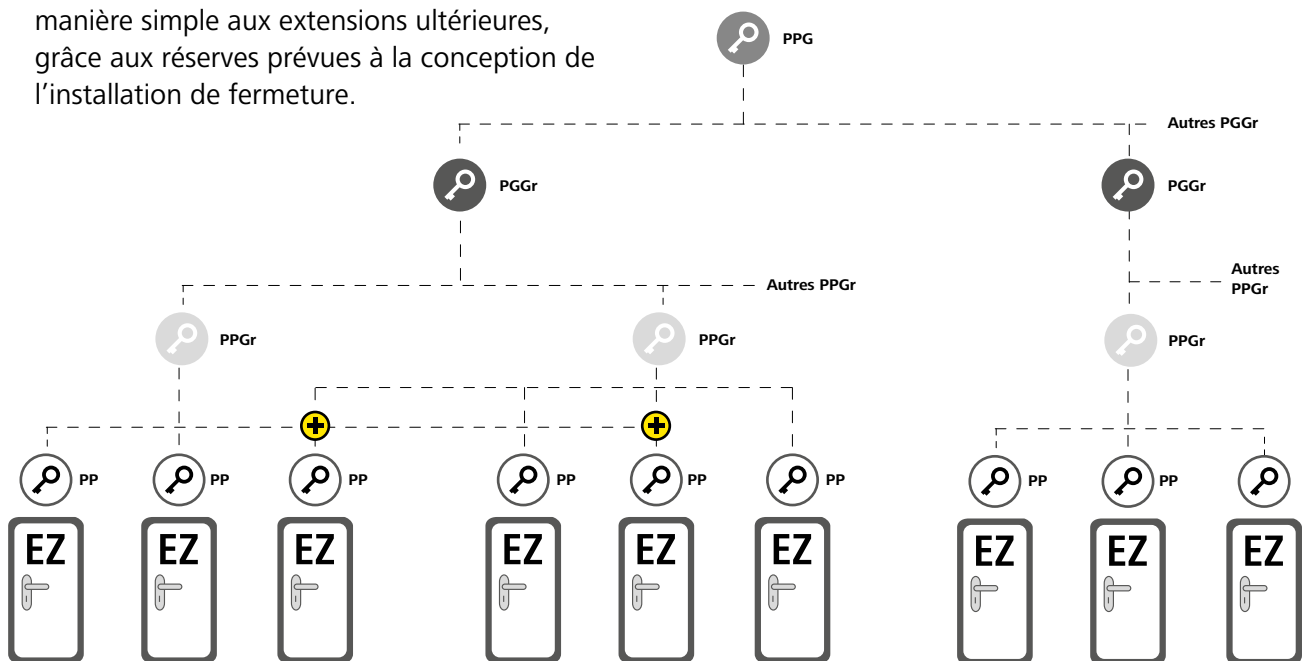 manière simple aux extensions ultérieures,
grâce aux réserves prévues à la conception de
l'installation de fermeture.
PPG
Autres PGGr
PGGr
PGGr
Autres PPGr
Autres
PPGr
PPGr
PPGr
PPGr
PP
PP
PP
PP
PP
PP
PP
PP
EZ
EZ
EZ
EZ
EZ
EZ
EZ
EZ
EZ